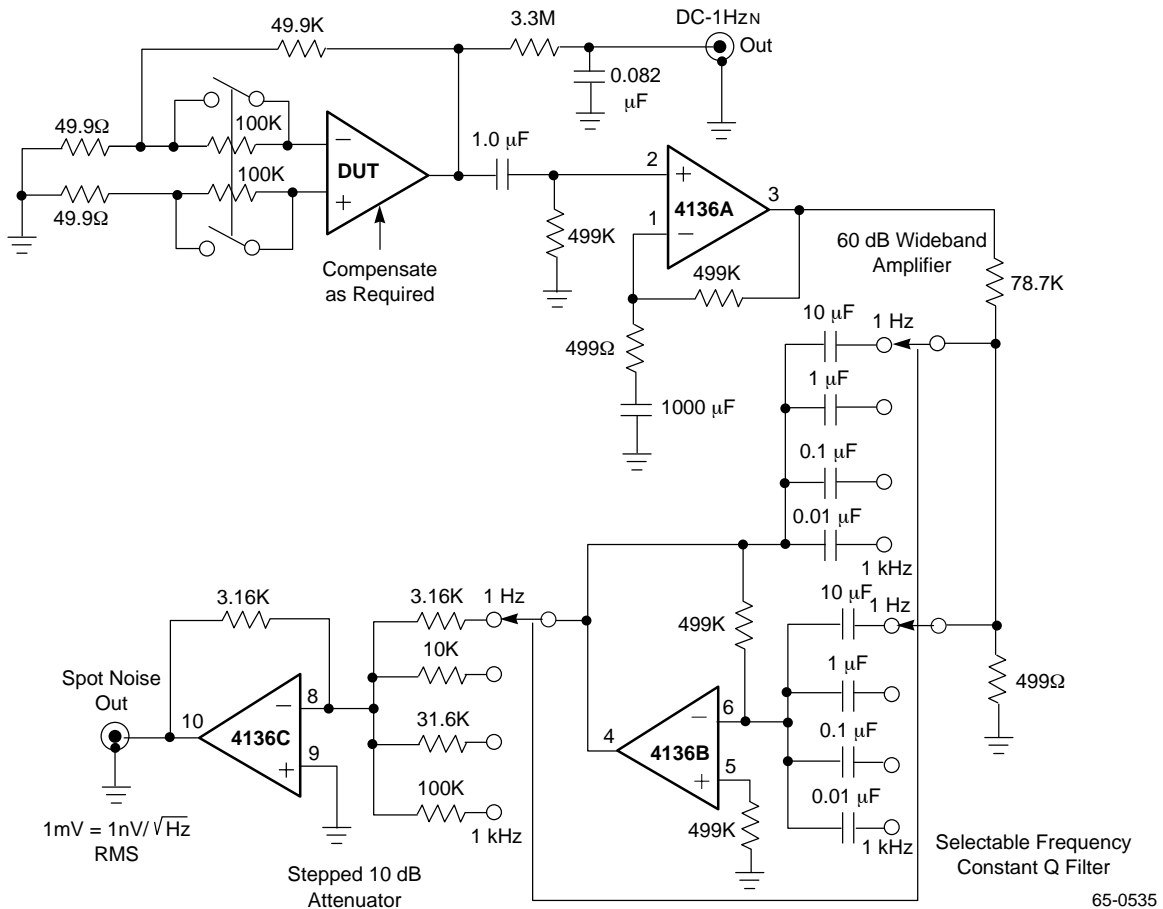 49.9K
3.3M
DC-1HzN
Out
0.082
µF
49.9Ω
100K
100K
49.9Ω
−
DUT
+
Compensate
as Required
1.0 µF
499K
2
+
4136A
3
1
−
499K
499Ω
1000 µF
60 dB Wideband
Amplifier
78.7K
10 µF
1 Hz
1 µF
0.1 µF
0.01 µF
1 kHz
10 µF
1 Hz
1 µF
0.1 µF
0.01 µF
1 kHz
499Ω
499K
6
−
4136B
4
5
+
499K
3.16K
1 Hz
10K
31.6K
100K
1 kHz
3.16K
8
−
4136C
10
9
+
Spot Noise
Out
1mV = 1nV/√Hz
RMS
Stepped 10 dB
Attenuator
Selectable Frequency
Constant Q Filter
65-0535